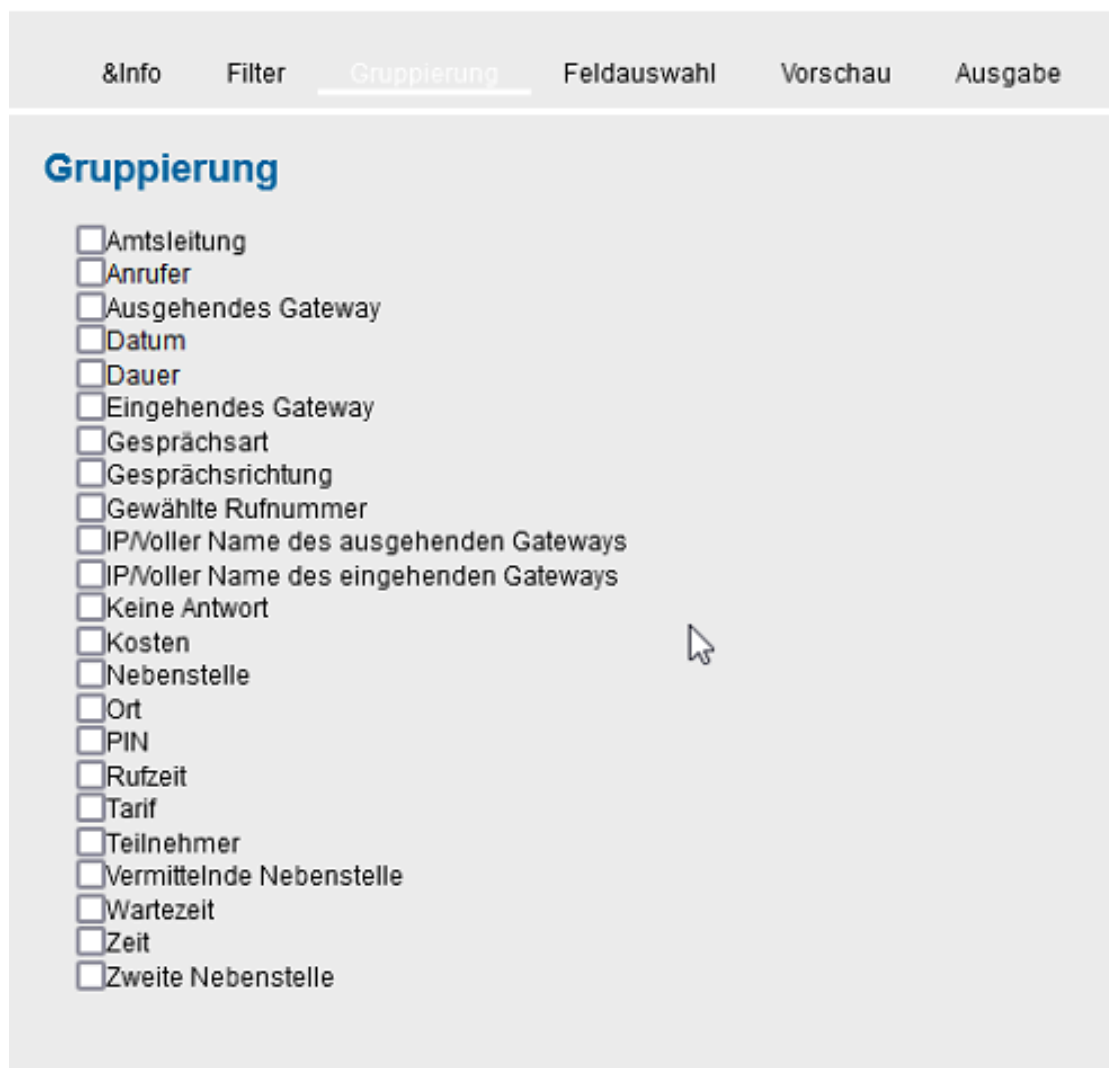 &Info Filter Gruppierung Feldauswahl Vorschau Ausgabe
Gruppierung
Amtsleitung
Anrufer
Ausgehendes Gateway
Datum
Dauer
Eingehendes Gateway
Gesprächsart
Gesprächsrichtung
Gewählte Rufnummer
IP/Voller Name des ausgehenden Gateways
IP/Voller Name des eingehenden Gateways
Keine Antwort
Kosten
Nebenstelle
Ort
PIN
Rufzeit
Tarif
Teilnehmer
Vermittelnde Nebenstelle
Wartezeit
Zeit
Zweite Nebenstelle